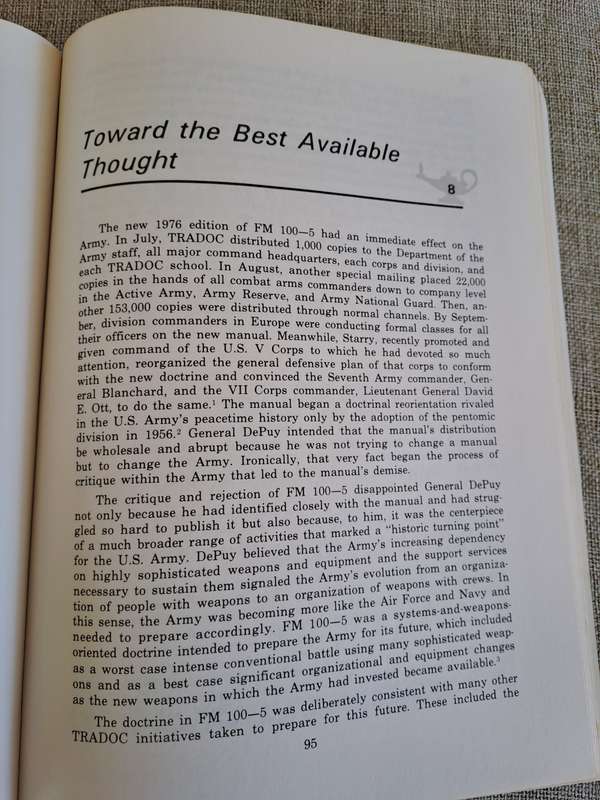 Toward the Best Available
Thought
8
The new 1976 edition of FM 100—5 had an immediate effect on the
Army. In July, TRADOC distributed 1,000 copies to the Department of the
Army staff, all major command headquarters, each corps and division, and
each TRADOC school. In August, another special mailing placed 22,000
copies in the hands of all combat arms commanders down to company level
in the Active Army, Army Reserve, and Army National Guard. Then, an-
other 153,000 copies were distributed through normal channels. By Septem-
ber, division commanders in Europe were conducting formal classes for all
their officers on the new manual. Meanwhile, Starry, recently promoted and
given command of the U.S. V Corps to which he had devoted so much
attention, reorganized the general defensive plan of that corps to conform
with the new doctrine and convinced the Seventh Army commander, Gen-
eral Blanchard, and the VII Corps commander, Lieutenant General David
E. Ott, to do the same.¹ The manual began a doctrinal reorientation rivaled
in the U.S. Army's peacetime history only by the adoption of the pentomic
division in 1956.² General DePuy intended that the manual's distribution
be wholesale and abrupt because he was not trying to change a manual
but to change the Army. Ironically, that very fact began the process of
critique within the Army that led to the manual's demise.
The critique and rejection of FM 100—5 disappointed General DePuy
not only because he had identified closely with the manual and had strug-
gled so hard to publish it but also because, to him, it was the centerpiece
of a much broader range of activities that marked a "historic turning point"
for the U.S. Army. DePuy believed that the Army's increasing dependency
on highly sophisticated weapons and equipment and the support services
necessary to sustain them signaled the Army's evolution from an organiza-
tion of people with weapons to an organization of weapons with crews. In
this sense, the Army was becoming more like the Air Force and Navy and
needed to prepare accordingly. FM 100—5 was a systems-and-weapons-
oriented doctrine intended to prepare the Army for its future, which included
as a worst case intense conventional battle using many sophisticated weap-
ons and as a best case significant organizational and equipment changes
as the new weapons in which the Army had invested became available.³
The doctrine in FM 100—5 was deliberately consistent with many other
TRADOC initiatives taken to prepare for this future. These included the
95